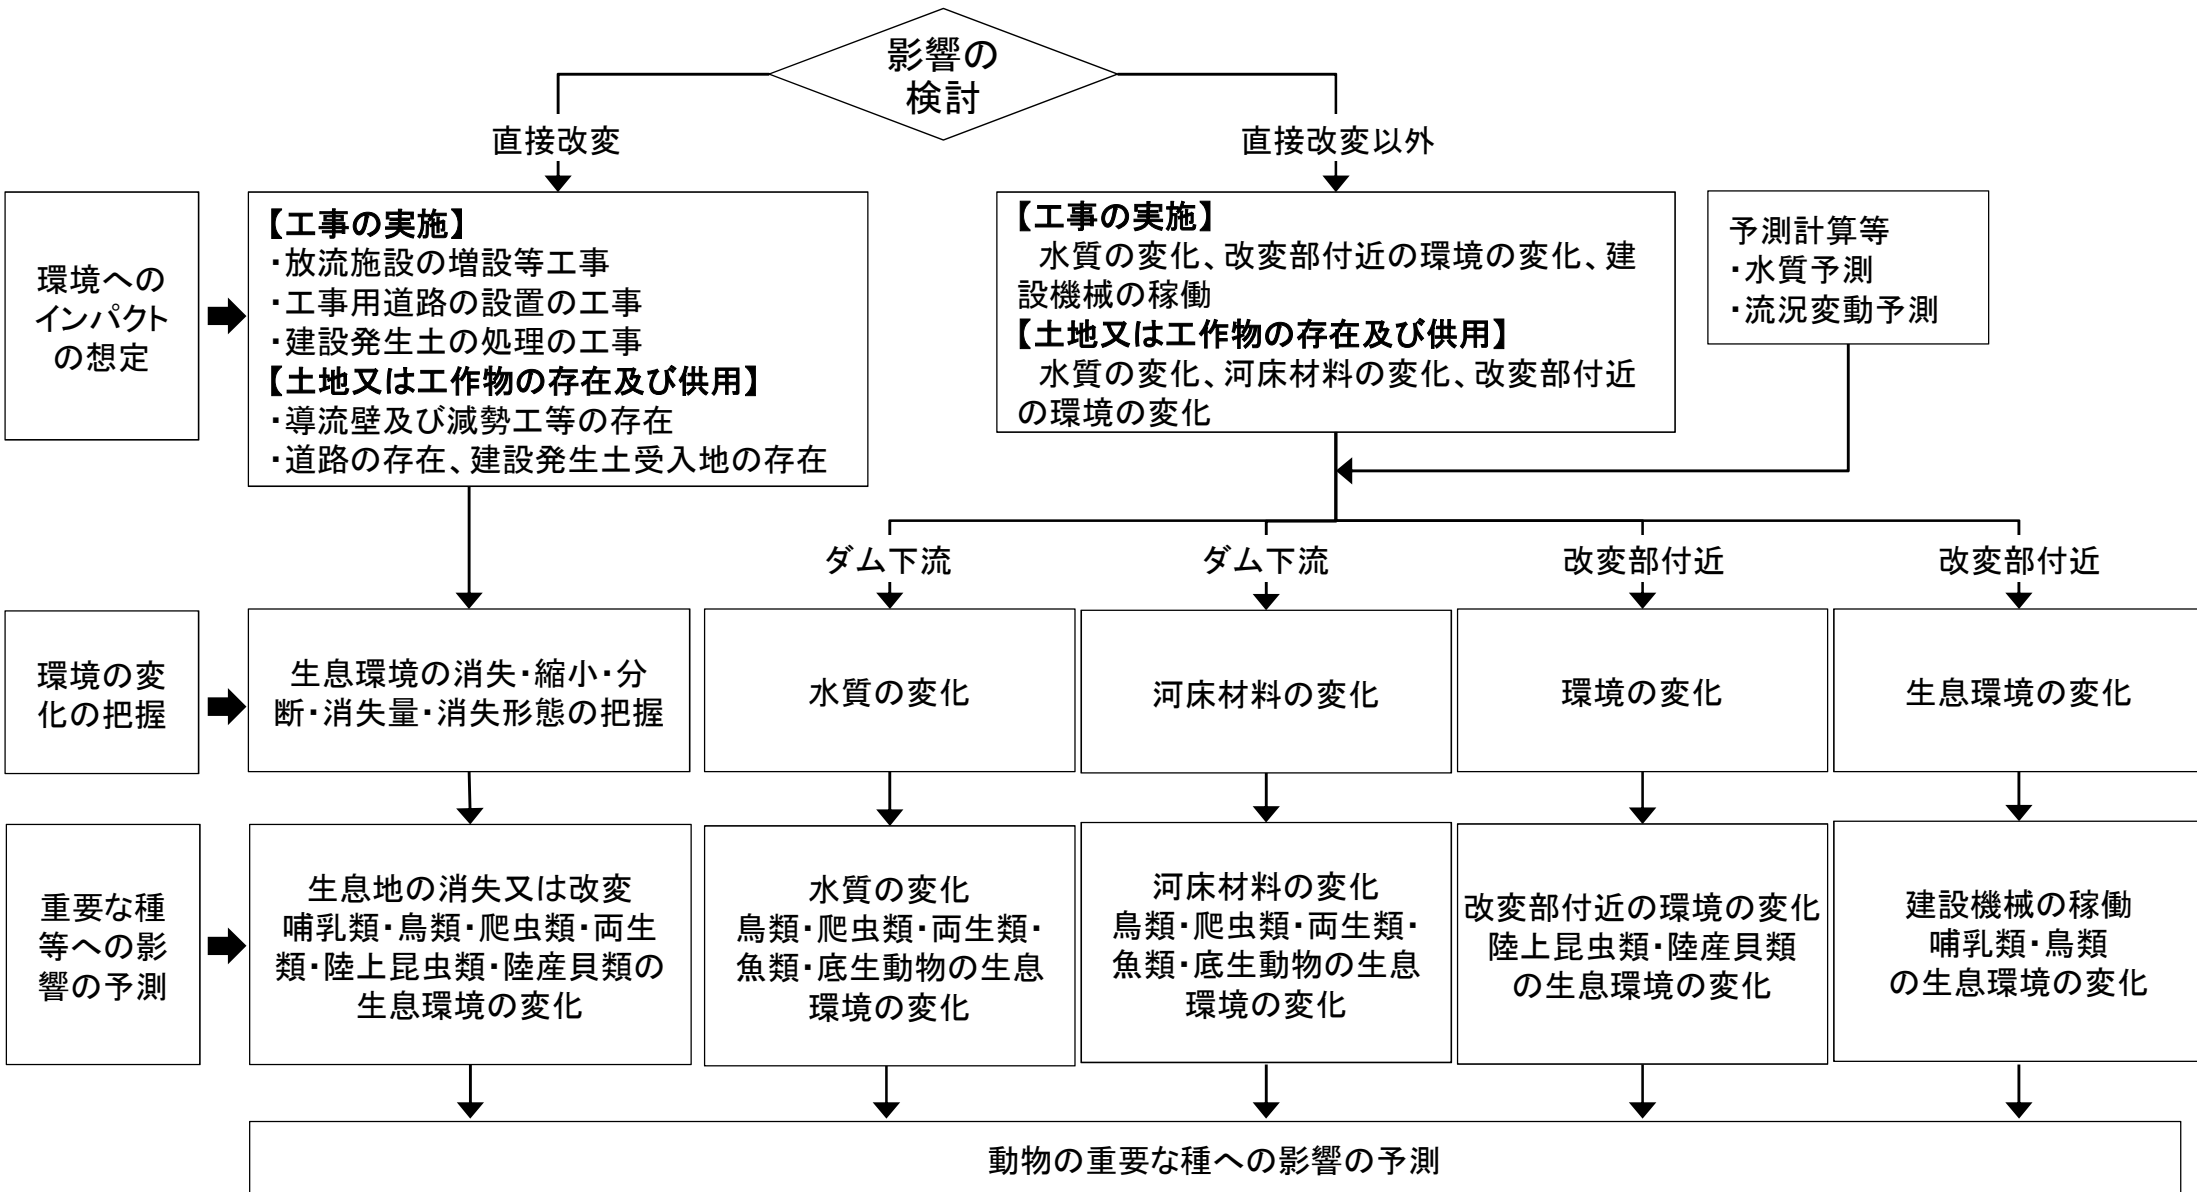 影響の
検討
直接改変
直接改変以外
環境への
インパクト
の想定
【工事の実施】
・放流施設の増設等工事
・工事用道路の設置の工事
・建設発生土の処理の工事
【土地又は工作物の存在及び供用】
・導流壁及び減勢工等の存在
・道路の存在、建設発生土受入地の存在
【工事の実施】
水質の変化、改変部付近の環境の変化、建
設機械の稼働
【土地又は工作物の存在及び供用】
水質の変化、河床材料の変化、改変部付近
の環境の変化
予測計算等
・水質予測
・流況変動予測
ダム下流
ダム下流
改変部付近
改変部付近
環境の変
化の把握
生息環境の消失・縮小・分
断・消失量・消失形態の把握
水質の変化
河床材料の変化
環境の変化
生息環境の変化
重要な種
等への影
響の予測
生息地の消失又は改変
哺乳類・鳥類・爬虫類・両生
類・陸上昆虫類・陸産貝類の
生息環境の変化
水質の変化
鳥類・爬虫類・両生類・
魚類・底生動物の生息
環境の変化
河床材料の変化
鳥類・爬虫類・両生類・
魚類・底生動物の生息
環境の変化
改変部付近の環境の変化
陸上昆虫類・陸産貝類
の生息環境の変化
建設機械の稼働
哺乳類・鳥類
の生息環境の変化
動物の重要な種への影響の予測